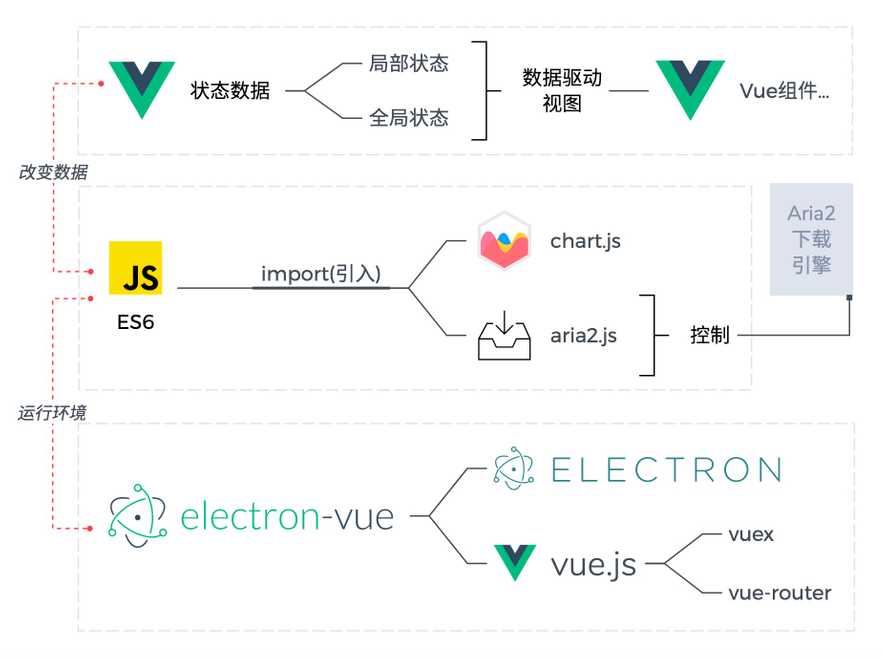 状态数据
局部状态
全局状态
数据驱动
视图
Vue组件...
改变数据
JS
ES6
import(引入)
chart.js
aria2.js
控制
Aria2
下载
引擎
运行环境
electron-vue
ELECTRON
vue.js
vuex
vue-router